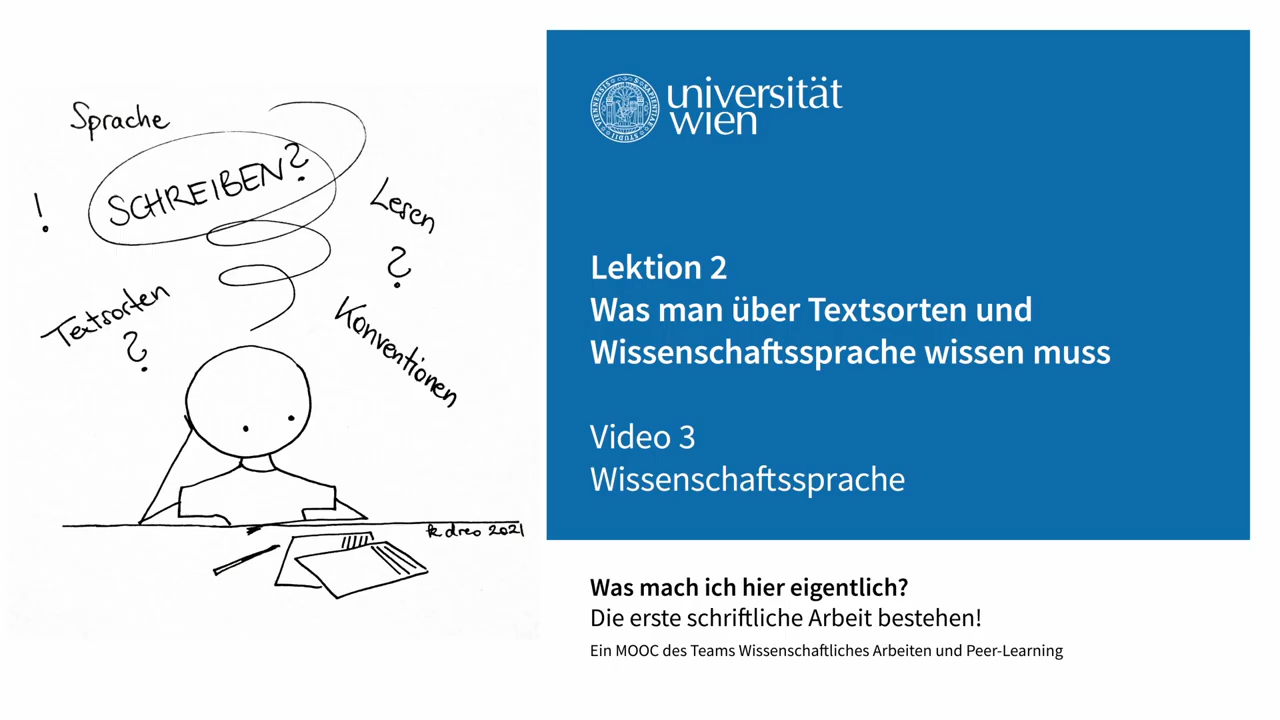 Sprache
SCHREIBEN?
!
Lesen
?
Textsorten
?
Konventionen
k dreo 2021
universität
wien
Lektion 2
Was man über Textsorten und
Wissenschaftssprache wissen muss
Video 3
Wissenschaftssprache
Was mach ich hier eigentlich?
Die erste schriftliche Arbeit bestehen!
Ein MOOC des Teams Wissenschaftliches Arbeiten und Peer-Learning